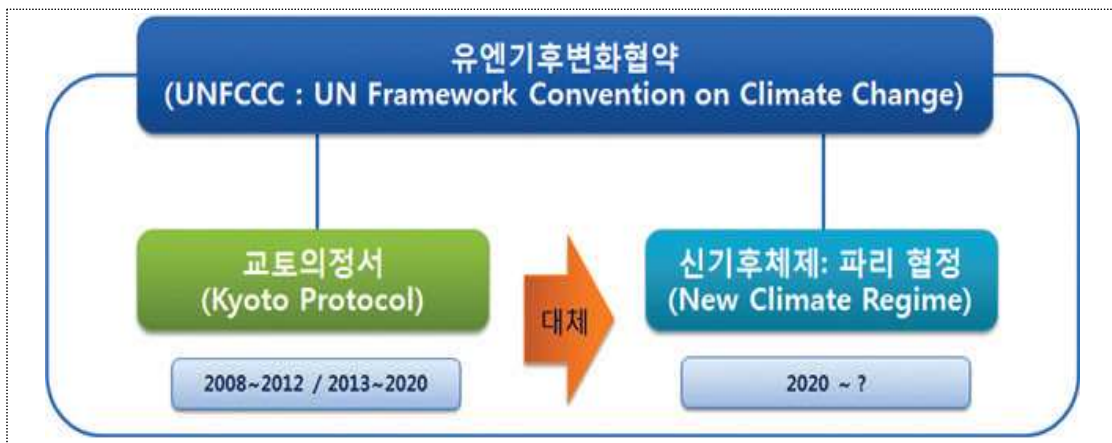 유엔기후변화협약
(UNFCCC : UN Framework Convention on Climate Change)
교토의정서
(Kyoto Protocol)
대체
신기후체제: 파리 협정
(New Climate Regime)
2008~2012 / 2013~2020
2020 ~ ?